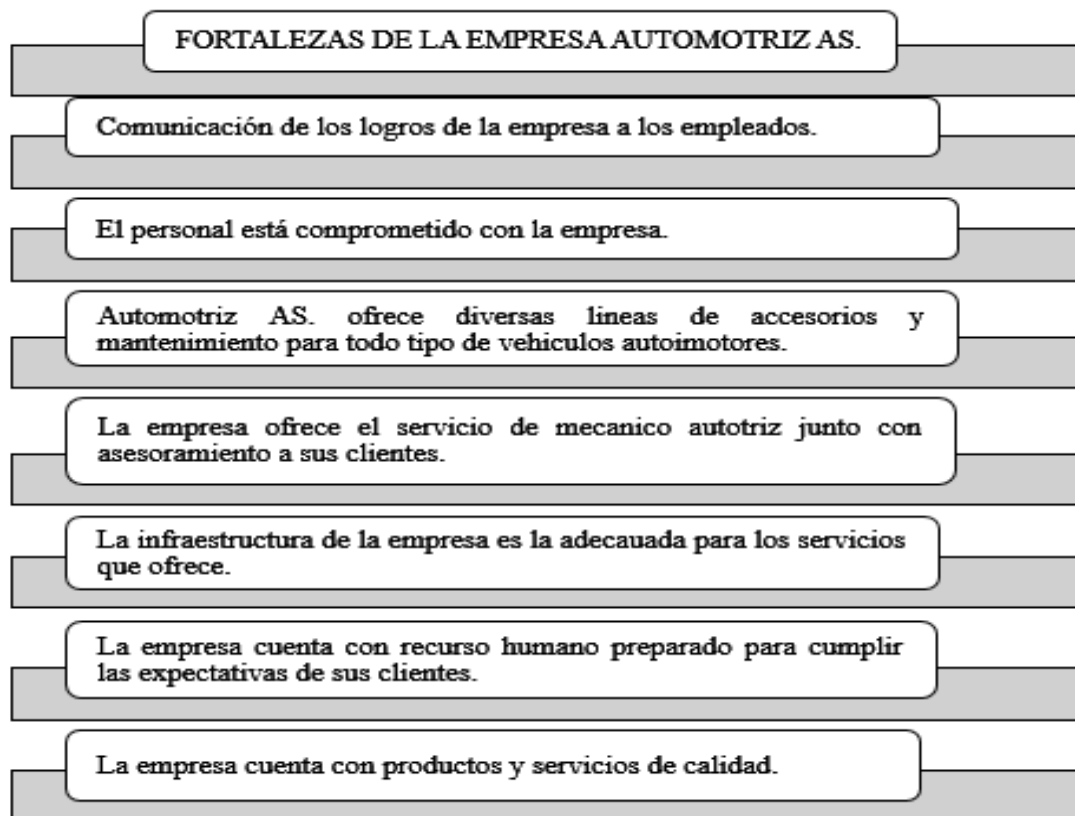 FORTALEZAS DE LA EMPRESA AUTOMOTRIZ AS.
Comunicación de los logros de la empresa a los empleados.
El personal está comprometido con la empresa.
Automotriz AS. ofrece diversas lineas de accesorios y
mantenimiento para todo tipo de vehiculos autoimotores.
La empresa ofrece el servicio de mecanico autotriz junto con
asesoramiento a sus clientes.
La infraestructura de la empresa es la adecauada para los servicios
que ofrece.
La empresa cuenta con recurso humano preparado para cumplir
las expectativas de sus clientes.
La empresa cuenta con productos y servicios de calidad.